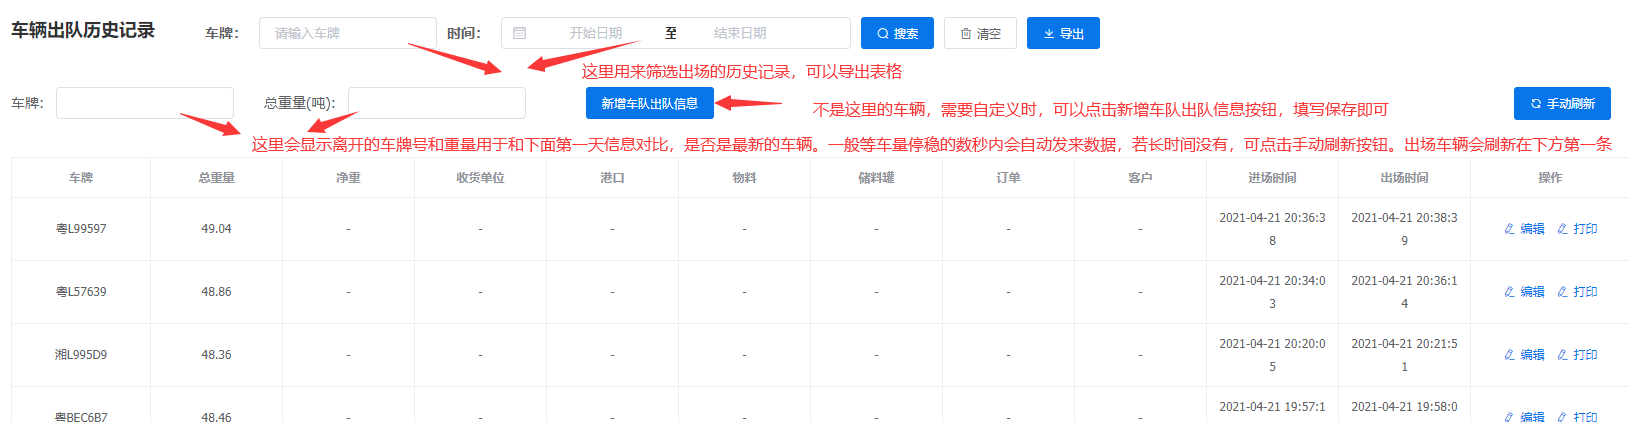 车辆出队历史记录 车牌： 请输入车牌 时间： 开始日期 至 结束日期 搜索 清空 导出
这里用来筛选出场的历史记录，可以导出表格
车牌： 总重量(吨)： 新增车队出队信息 手动刷新
不是这里的车辆，需要自定义时，可以点击新增车队出队信息按钮，填写保存即可
这里会显示离开的车牌号和重量用于和下面第一天信息对比，是否是最新的车辆。一般等车量停稳的数秒内会自动发来数据，若长时间没有，可点击手动刷新按钮。出场车辆会刷新在下方第一条
车牌 总重量 净重 收货单位 港口 物料 储料罐 订单 客户 进场时间 出场时间 操作
粤L99597 49.04 - - - - - - - 2021-04-21 20:36:3 2021-04-21 20:38:3 编辑 打印
8 9
粤L57639 48.86 - - - - - - - 2021-04-21 20:34:0 2021-04-21 20:36:1 编辑 打印
3 4
湘L995D9 48.36 - - - - - - - 2021-04-21 20:20:0 2021-04-21 20:21:5 编辑 打印
5 1
粤BEC6B7 48.46 - - - - - - - 2021-04-21 19:57:1 2021-04-21 19:58:0 编辑 打印